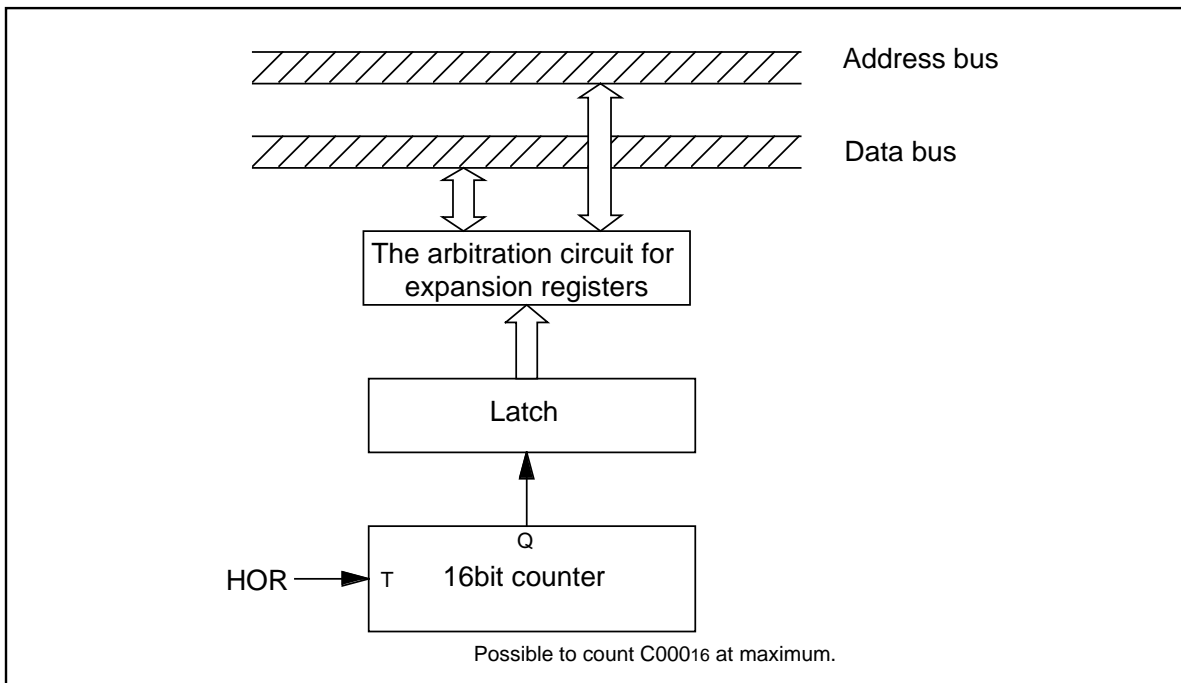 Address bus
Data bus
The arbitration circuit for
expansion registers
Latch
Q
HOR
T
16bit counter
Possible to count C00016 at maximum.